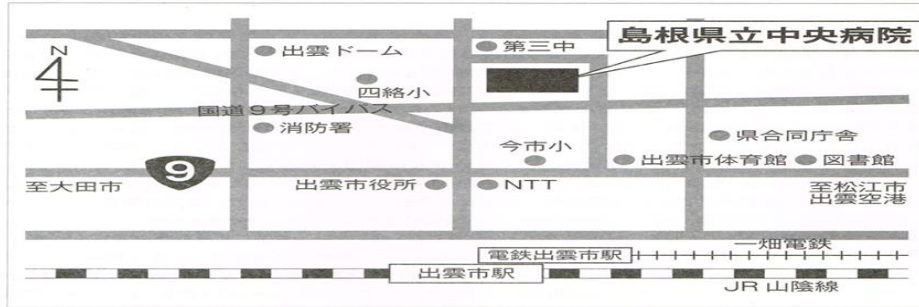 島根県立中央病院
N
出雲ドーム
第三中
四絡小
国道9号バイパス
消防署
今市小
県合同庁舎
9
出雲市体育館
図書館
至大田市
出雲市役所
NTT
至松江市
出雲空港
一畑電鉄
電鉄出雲市駅
出雲市駅
JR山陰線